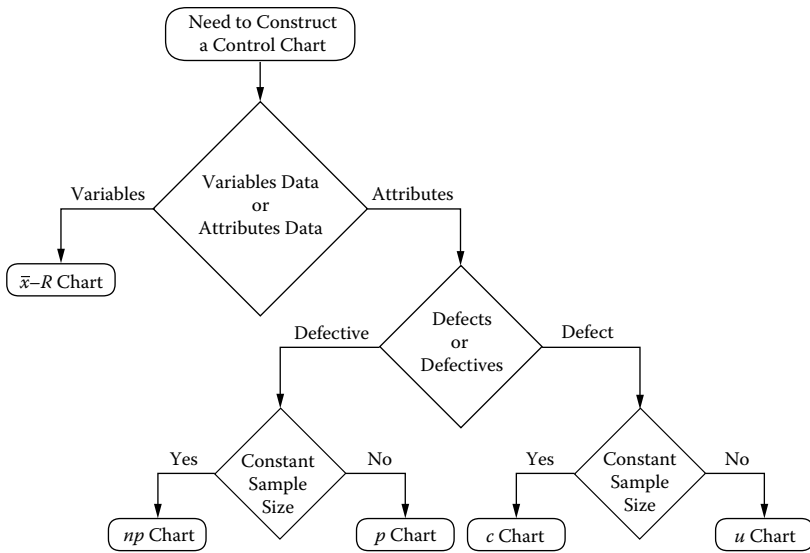 Need to Construct
a Control Chart
Variables Data
or
Attributes Data
Variables
Attributes
x̄–R Chart
Defects
or
Defectives
Defective
Defect
Constant
Sample
Size
Yes
No
Constant
Sample
Size
Yes
No
np Chart
p Chart
c Chart
u Chart